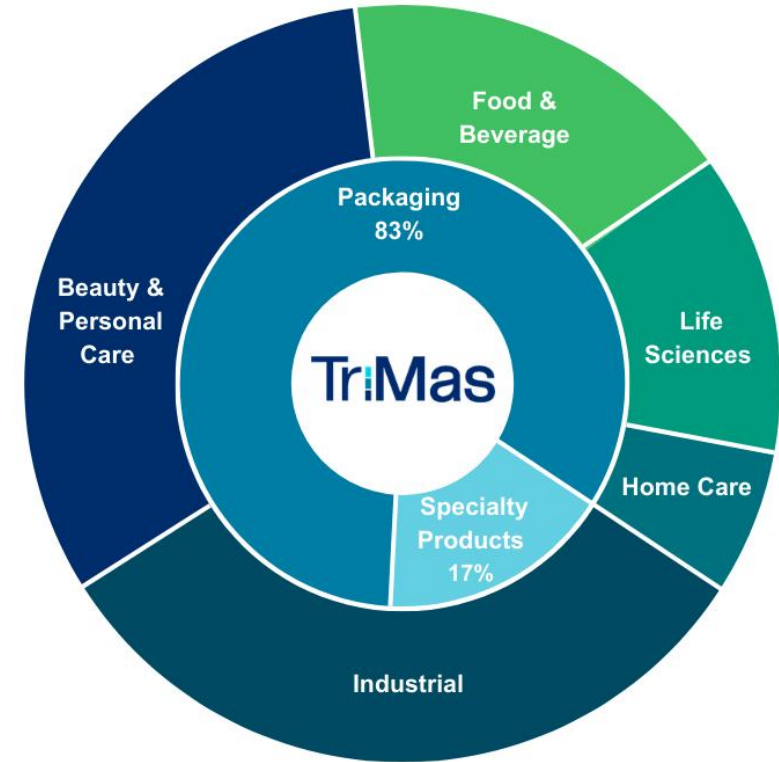 Food &
Beverage
Packaging
83%
Beauty &
Personal
Care
Life
Sciences
TriMas
Home Care
Specialty
Products
17%
Industrial